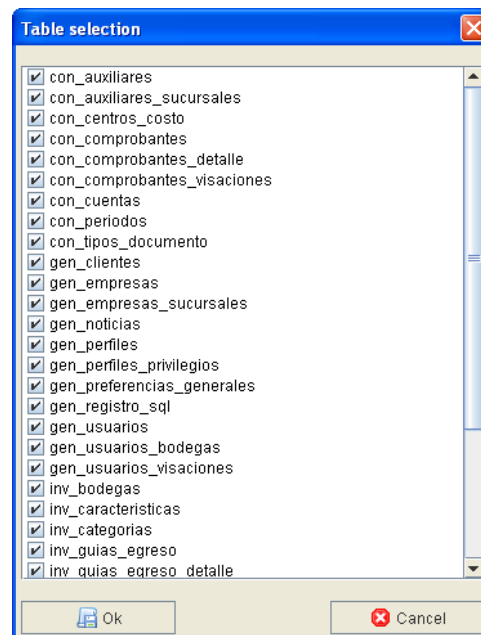 Table selection
con_auxiliares
con_auxiliares_sucursales
con_centros_costo
con_comprobantes
con_comprobantes_detalle
con_comprobantes_visaciones
con_cuentas
con_periodos
con_tipos_documento
gen_clientes
gen_empresas
gen_empresas_sucursales
gen_noticias
gen_perfiles
gen_perfiles_privilegios
gen_preferencias_generales
gen_registro_sql
gen_usuarios
gen_usuarios_bodegas
gen_usuarios_visaciones
inv_bodegas
inv_caracteristicas
inv_categorias
inv_guias_egreso
inv_guias_egreso_detalle
Ok Cancel